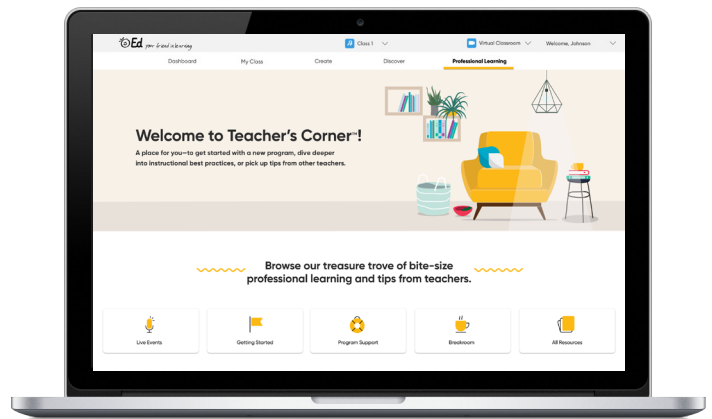 Ed your friend in learning
Class 1
Virtual Classroom
Welcome, Johnson
Dashboard
My Class
Create
Discover
Professional Learning
Welcome to Teacher's Corner™!
A place for you—to get started with a new program, dive deeper
into instructional best practices, or pick up tips from other teachers.
Browse our treasure trove of bite-size
professional learning and tips from teachers.
Live Events
Getting Started
Program Support
Breakroom
All Resources